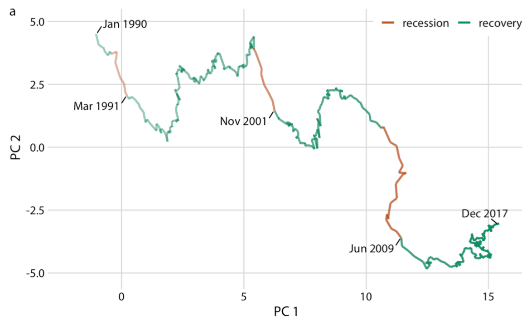 a
recession recovery
Jan 1990
5.0
Mar 1991
2.5
Nov 2001
PC 2
0.0
-2.5
Dec 2017
Jun 2009
-5.0
0 5 10 15
PC 1